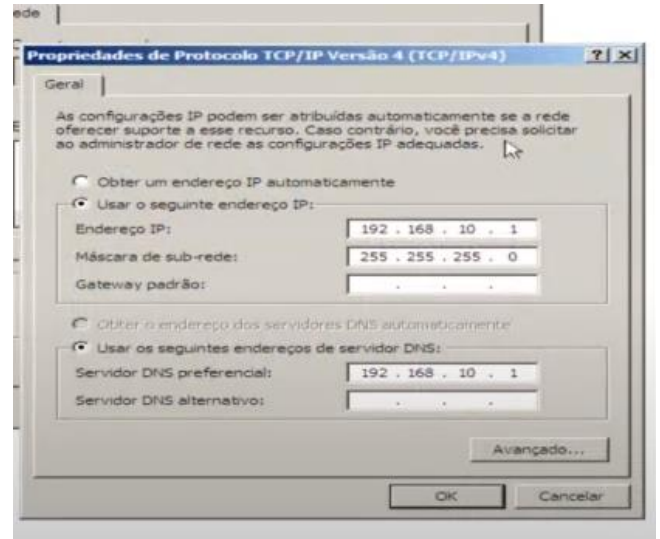 ede
Propriedades de Protocolo TCP/IP Versão 4 (TCP/IPv4)
Geral
As configurações IP podem ser atribuídas automaticamente se a rede
oferecer suporte a esse recurso. Caso contrário, você precisa solicitar
ao administrador de rede as configurações IP adequadas.
Obter um endereço IP automaticamente
Usar o seguinte endereço IP:
Endereço IP: 192 . 168 . 10 . 1
Máscara de sub-rede: 255 . 255 . 255 . 0
Gateway padrão: . . .
Obter o endereço dos servidores DNS automaticamente
Usar os seguintes endereços de servidor DNS:
Servidor DNS preferencial: 192 . 168 . 10 . 1
Servidor DNS alternativo: . . .
Avançado...
OK Cancelar